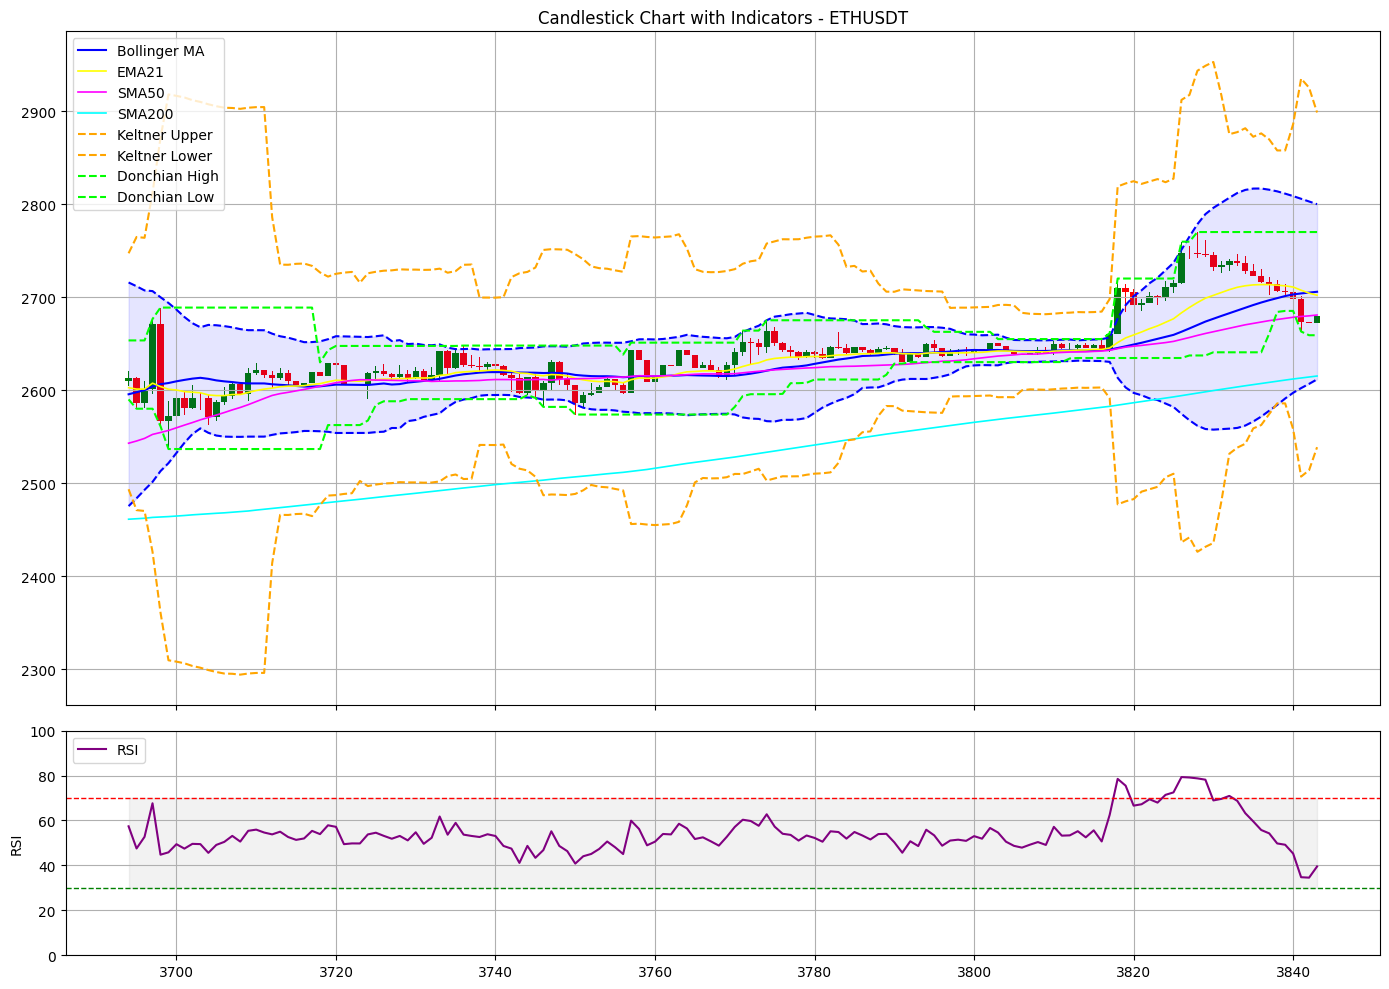 Candlestick Chart with Indicators - ETHUSDT
Bollinger MA
EMA21
SMA50
SMA200
Keltner Upper
Keltner Lower
Donchian High
Donchian Low
2900
2800
2700
2600
2500
2400
2300
RSI
100
80
60
40
20
0
RSI
3700
3720
3740
3760
3780
3800
3820
3840